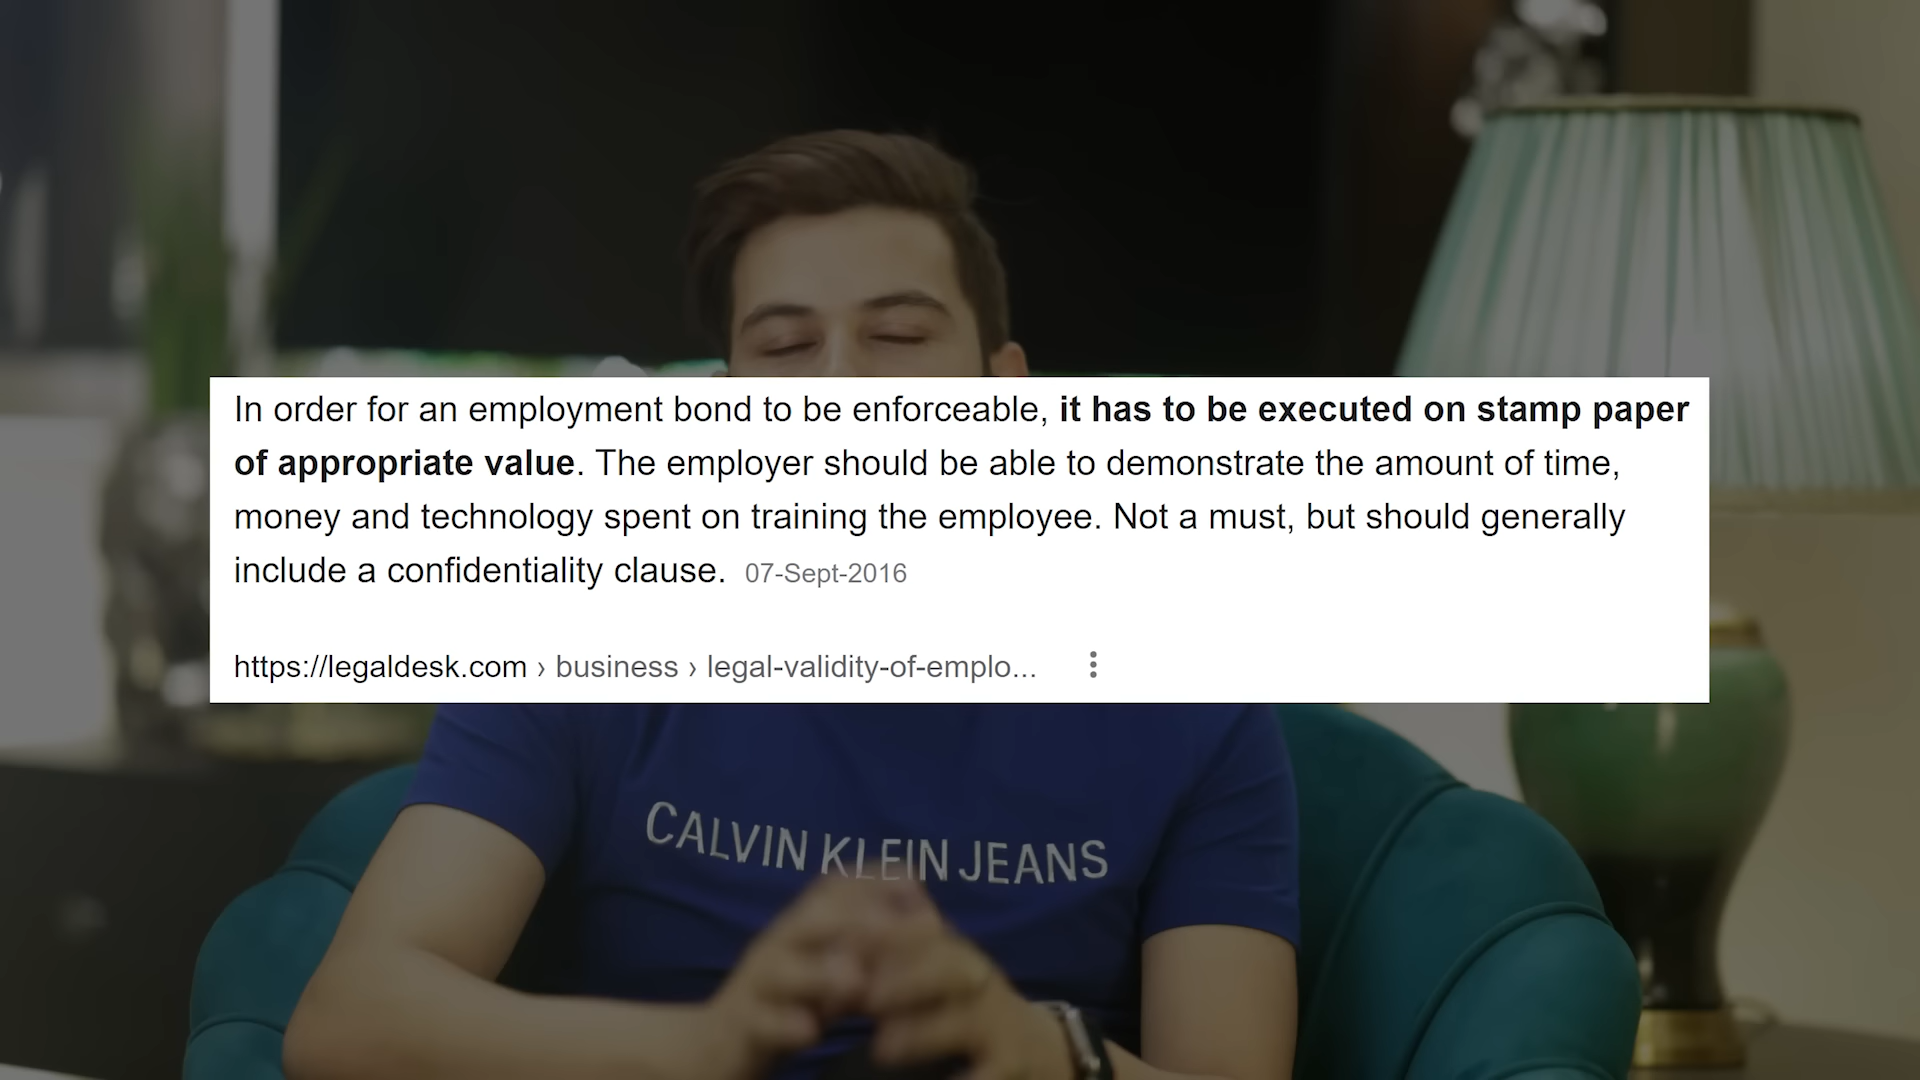 In order for an employment bond to be enforceable, it has to be executed on stamp paper
of appropriate value. The employer should be able to demonstrate the amount of time,
money and technology spent on training the employee. Not a must, but should generally
include a confidentiality clause. 07-Sept-2016
https://legaldesk.com › business › legal-validity-of-emplo...
CALVIN KLEIN JEANS